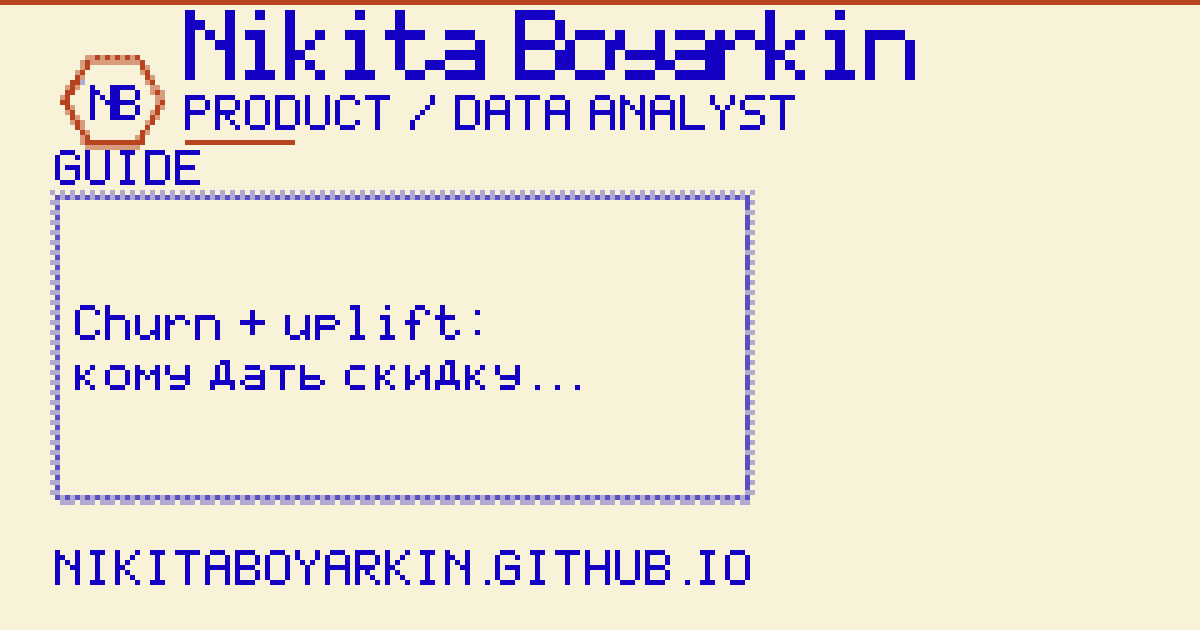 Nikita Boyarkin
NB
PRODUCT / DATA ANALYST
GUIDE
Churn + uplift:
кому дать скидку...
NIKITABOYARKIN.GITHUB.IO